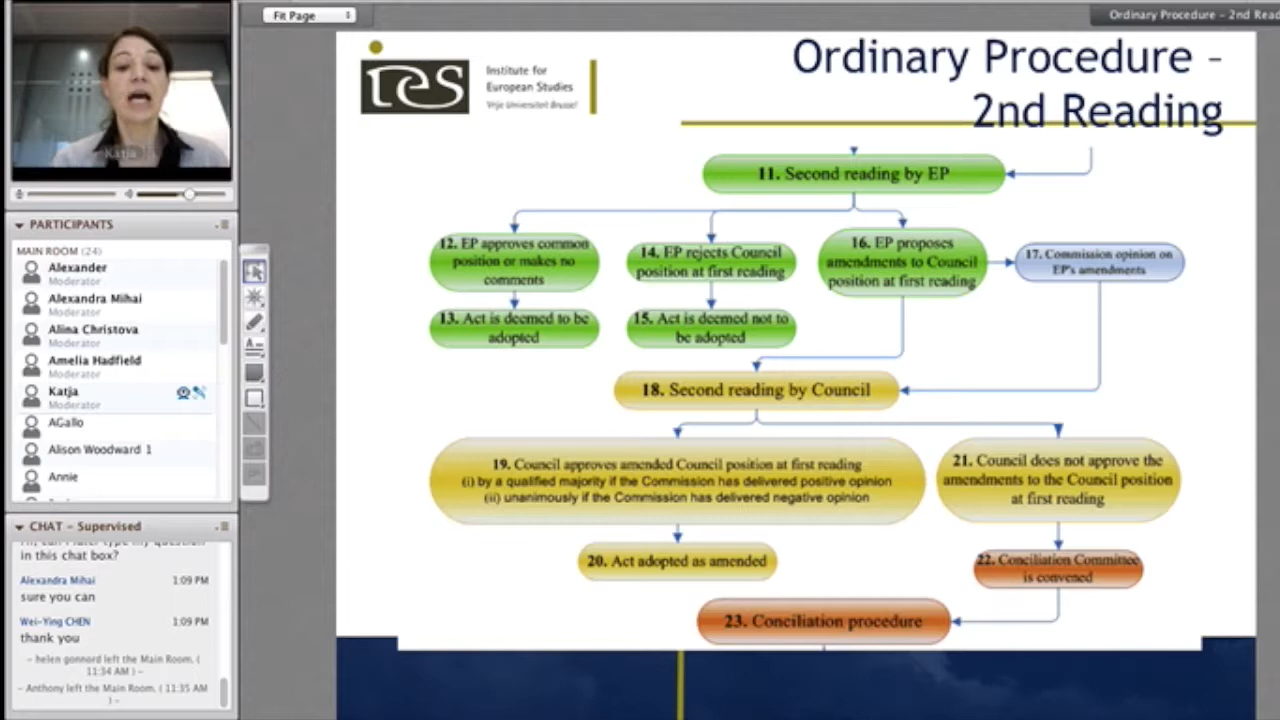 Fit Page
Ordinary Procedure – 2nd Rea
Katja
ies
Institute for
European Studies
Vrije Universiteit Brussel
Ordinary Procedure –
2nd Reading
11. Second reading by EP
12. EP approves common
position or makes no
comments
14. EP rejects Council
position at first reading
16. EP proposes
amendments to Council
position at first reading
17. Commission opinion on
EP's amendments
13. Act is deemed to be
adopted
15. Act is deemed not to
be adopted
18. Second reading by Council
19. Council approves amended Council position at first reading
(i) by a qualified majority if the Commission has delivered positive opinion
(ii) unanimously if the Commission has delivered negative opinion
21. Council does not approve the
amendments to the Council position
at first reading
20. Act adopted as amended
22. Conciliation Committee
is convened
23. Conciliation procedure
PARTICIPANTS
MAIN ROOM (24)
Alexander
Moderator
Alexandra Mihai
Moderator
Alina Christova
Moderator
Amelia Hadfield
Moderator
Katja
Moderator
AGallo
Alison Woodward 1
Annie
CHAT – Supervised
in this chat box?
Alexandra Mihai 1:09 PM
sure you can
Wei-Ying CHEN 1:09 PM
thank you
– helen gonnord left the Main Room. (
11:34 AM ) –
– Anthony left the Main Room. ( 11:35 AM
) –